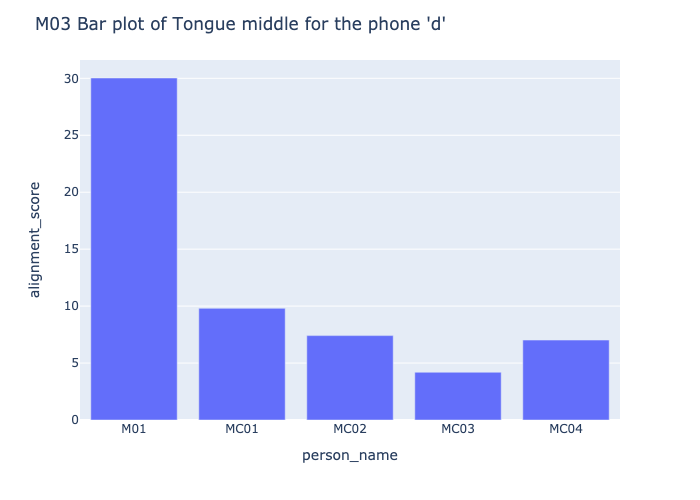 M03 Bar plot of Tongue middle for the phone 'd'
30
25
20
15
10
5
0
alignment_score
M01 MC01 MC02 MC03 MC04
person_name